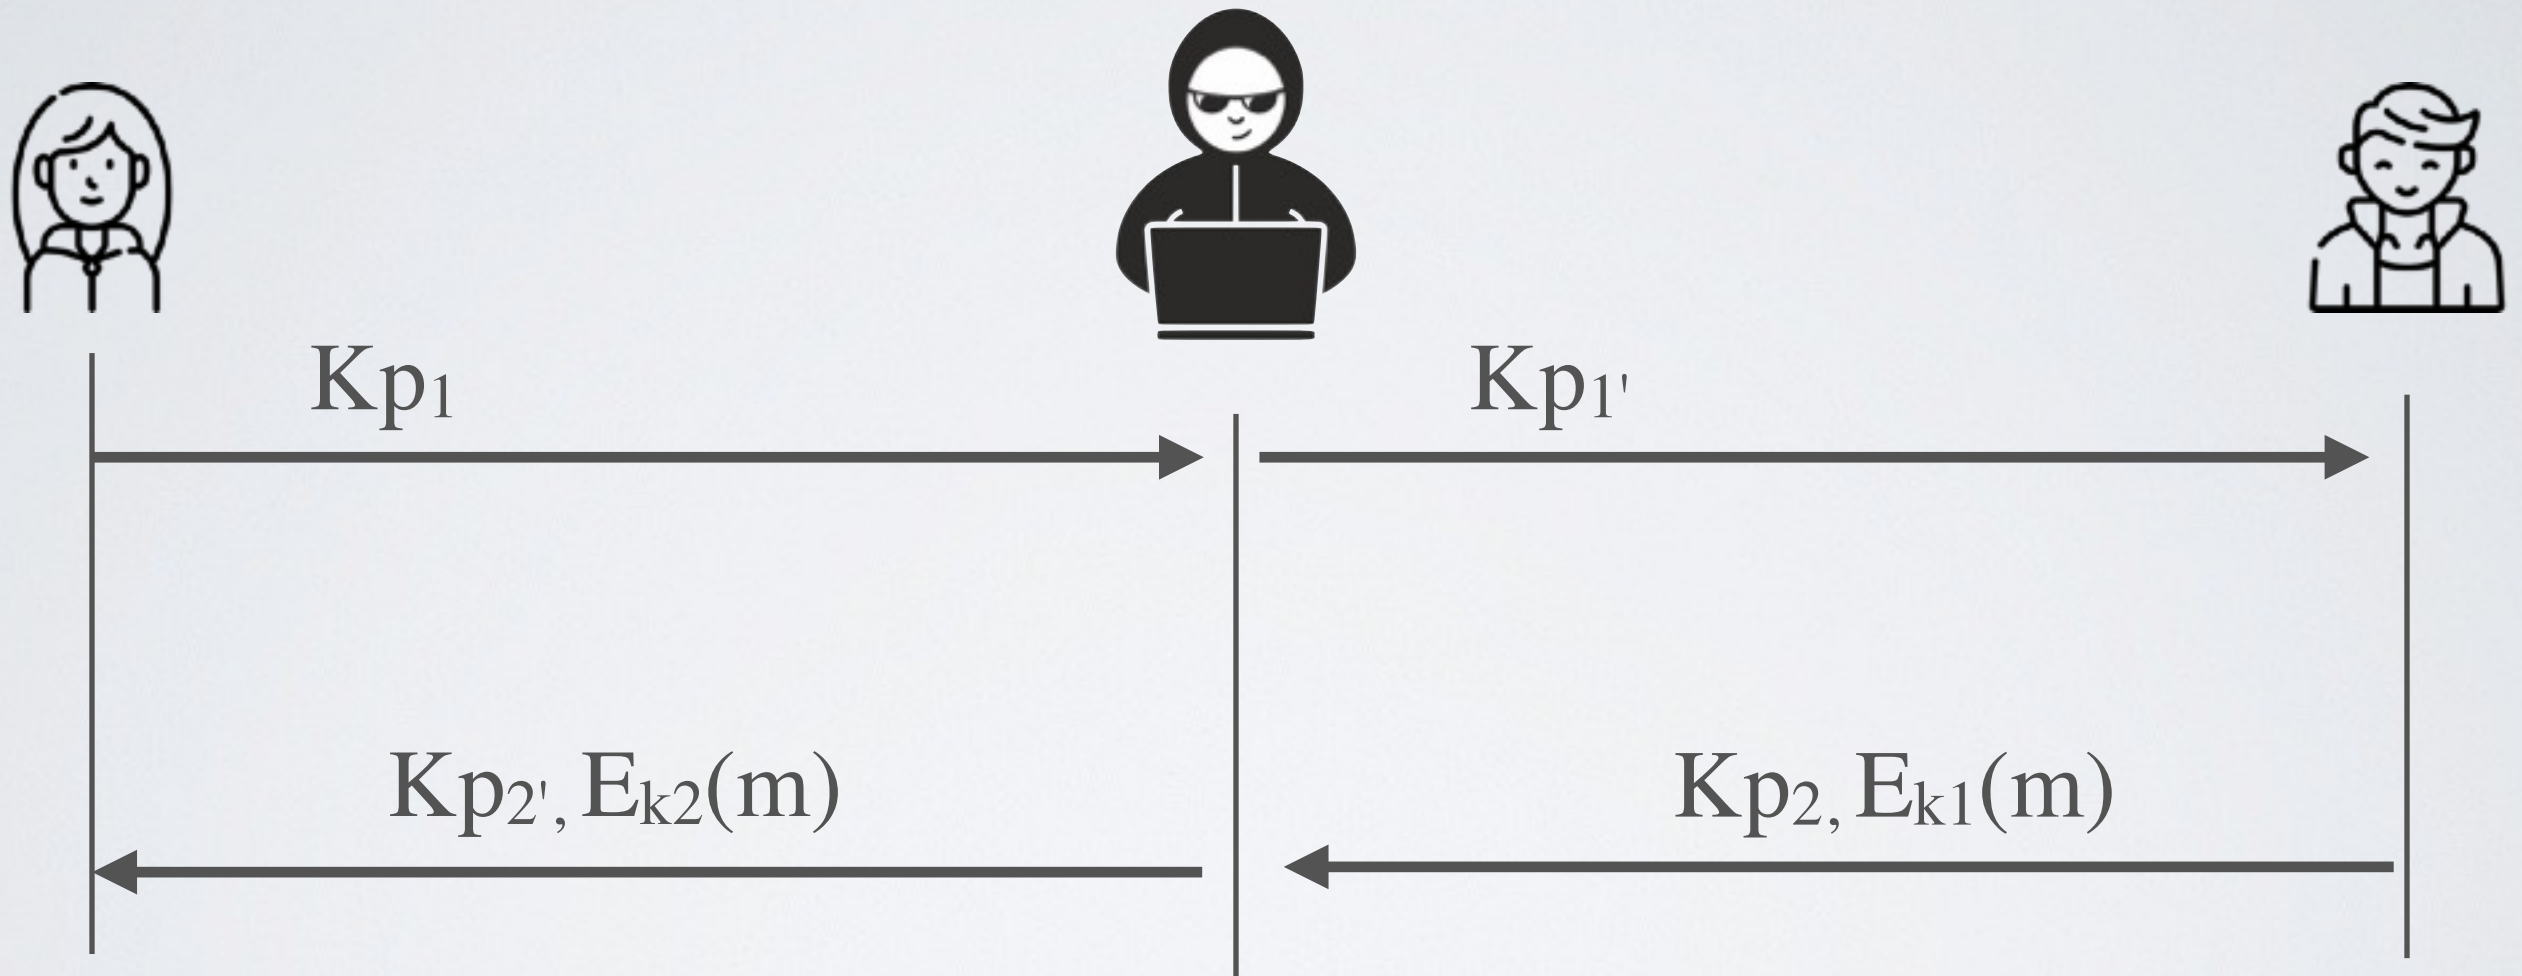 Kp₁
Kp₁'
Kp₂', Eₖ₂(m)
Kp₂, Eₖ₁(m)